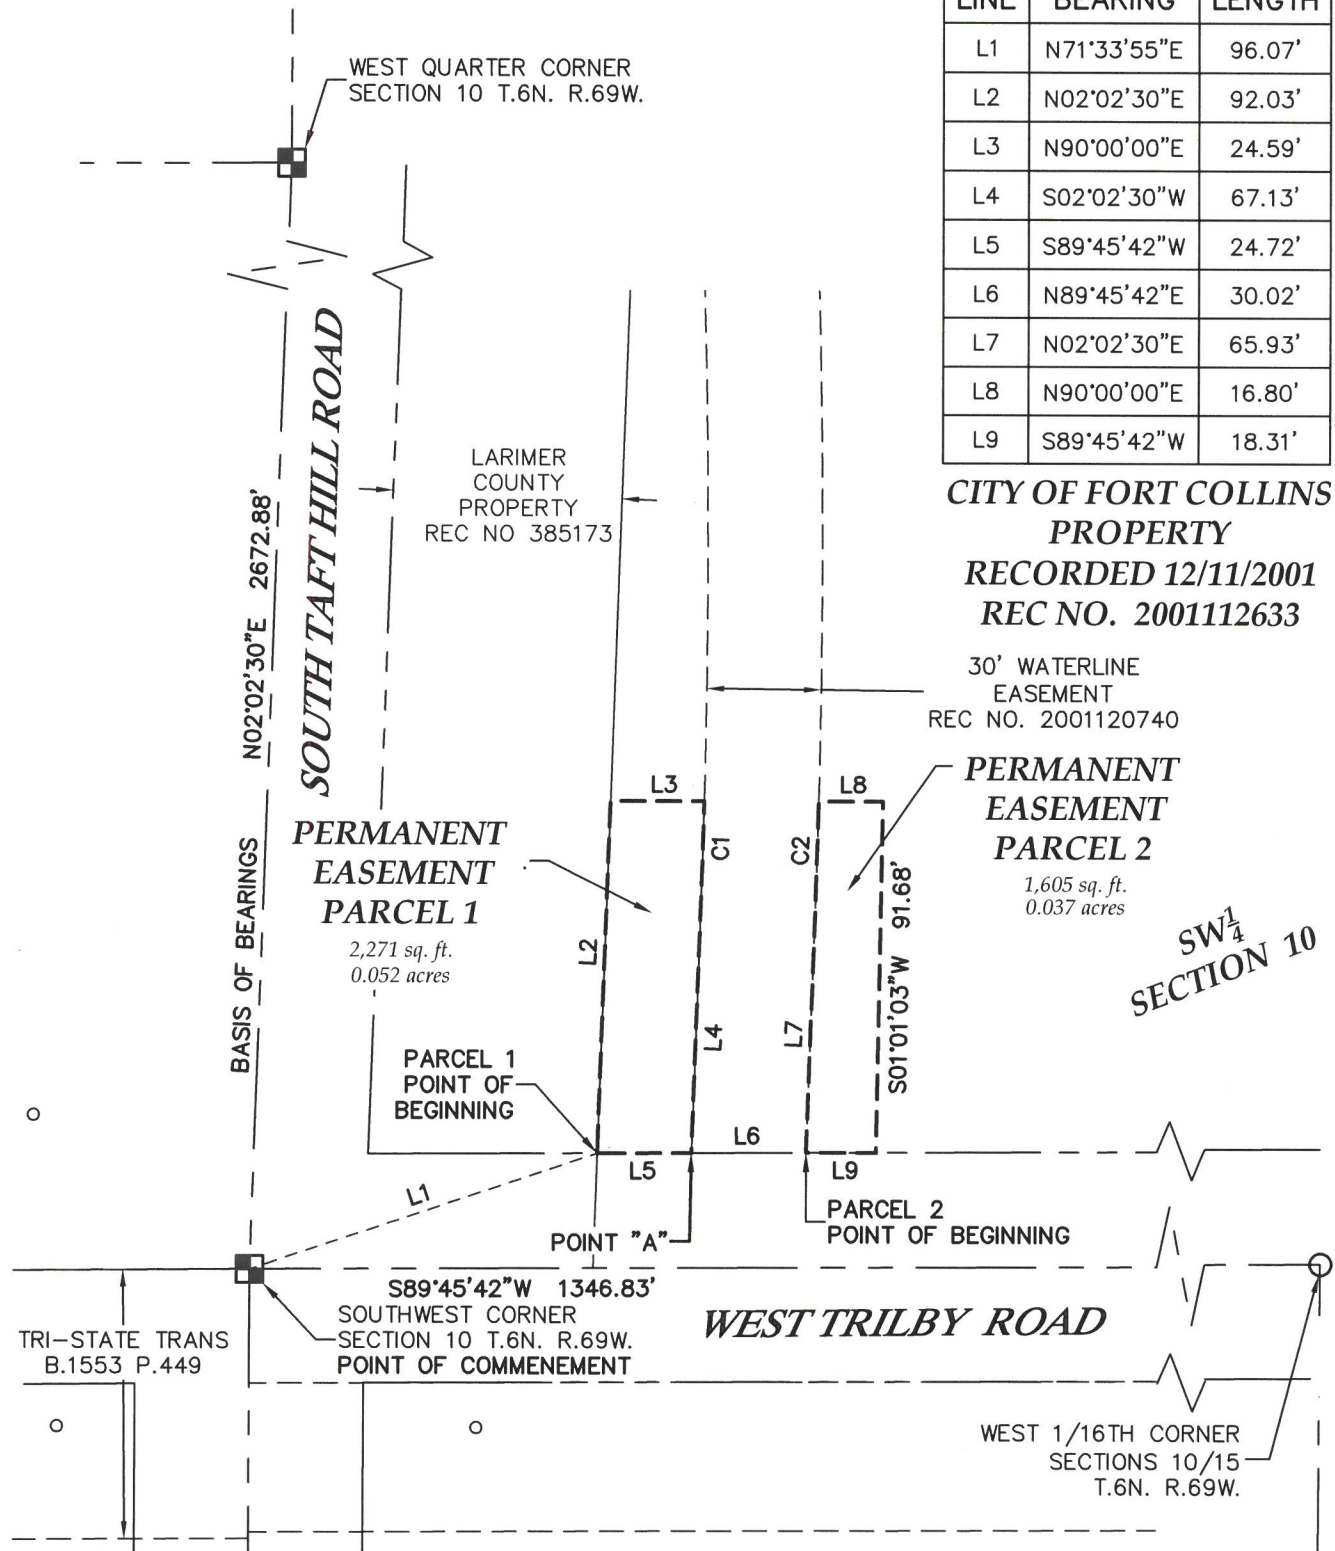 LINE BEARING LENGTH
L1 N71°33'55"E 96.07'
L2 N02°02'30"E 92.03'
L3 N90°00'00"E 24.59'
L4 S02°02'30"W 67.13'
L5 S89°45'42"W 24.72'
L6 N89°45'42"E 30.02'
L7 N02°02'30"E 65.93'
L8 N90°00'00"E 16.80'
L9 S89°45'42"W 18.31'
WEST QUARTER CORNER
SECTION 10 T.6N. R.69W.
CITY OF FORT COLLINS
PROPERTY
RECORDED 12/11/2001
REC NO. 2001112633
SOUTH TAFT HILL ROAD
LARIMER
COUNTY
PROPERTY
REC NO 385173
BASIS OF BEARINGS N02°02'30"E 2672.88'
30' WATERLINE
EASEMENT
REC NO. 2001120740
PERMANENT
EASEMENT
PARCEL 2
1,605 sq. ft.
0.037 acres
PERMANENT
EASEMENT
PARCEL 1
2,271 sq. ft.
0.052 acres
L3
L8
C1
C2
L2
L4
L7
S01°01'03"W 91.68'
SW1/4
SECTION 10
PARCEL 1
POINT OF
BEGINNING
L6
L5
L9
L1
POINT "A"
PARCEL 2
POINT OF BEGINNING
S89°45'42"W 1346.83'
SOUTHWEST CORNER
SECTION 10 T.6N. R.69W.
POINT OF COMMENEMENT
WEST TRILBY ROAD
TRI-STATE TRANS
B.1553 P.449
WEST 1/16TH CORNER
SECTIONS 10/15
T.6N. R.69W.